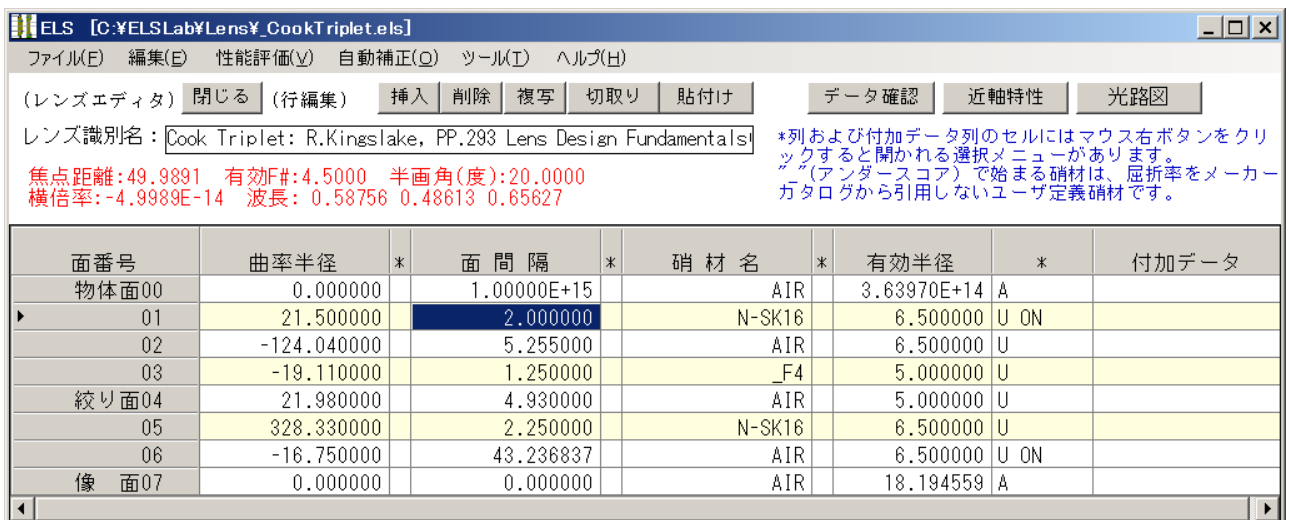 ELS [C:¥ELSLab¥Lens¥_CookTriplet.els]
ファイル(F) 編集(E) 性能評価(V) 自動補正(O) ツール(T) ヘルプ(H)
(レンズエディタ) 閉じる (行編集) 挿入 削除 複写 切取り 貼付け データ確認 近軸特性 光路図
レンズ識別名：Cook Triplet: R.Kingslake, PP.293 Lens Design Fundamentals
*列および付加データ列のセルにはマウス右ボタンをクリ
ックすると開かれる選択メニューがあります。
"_"(アンダースコア）で始まる硝材は、屈折率をメーカー
カタログから引用しないユーザ定義硝材です。
焦点距離:49.9891 有効F#:4.5000 半画角(度):20.0000
横倍率:-4.9989E-14 波長: 0.58756 0.48613 0.65627
面番号 曲率半径 * 面間隔 * 硝材名 * 有効半径 * 付加データ
物体面00 0.000000 1.00000E+15 AIR 3.63970E+14 A
01 21.500000 2.000000 N-SK16 6.500000 U ON
02 -124.040000 5.255000 AIR 6.500000 U
03 -19.110000 1.250000 _F4 5.000000 U
絞り面04 21.980000 4.930000 AIR 5.000000 U
05 328.330000 2.250000 N-SK16 6.500000 U
06 -16.750000 43.236837 AIR 6.500000 U ON
像 面07 0.000000 0.000000 AIR 18.194559 A